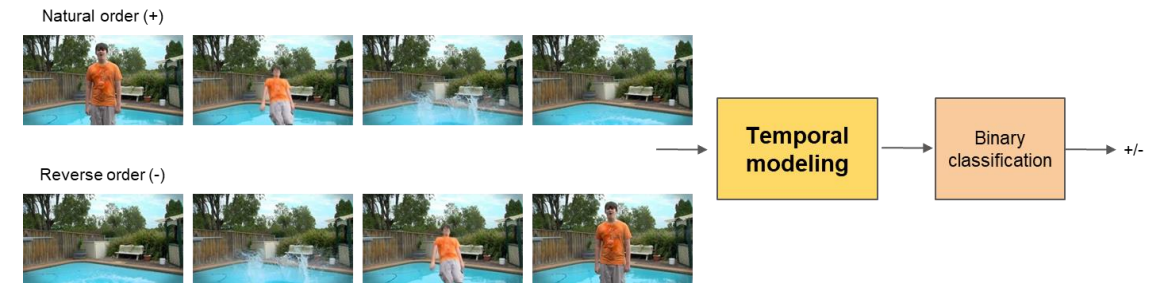 Natural order (+)
Reverse order (-)
Temporal
modeling
Binary
classification
+/-